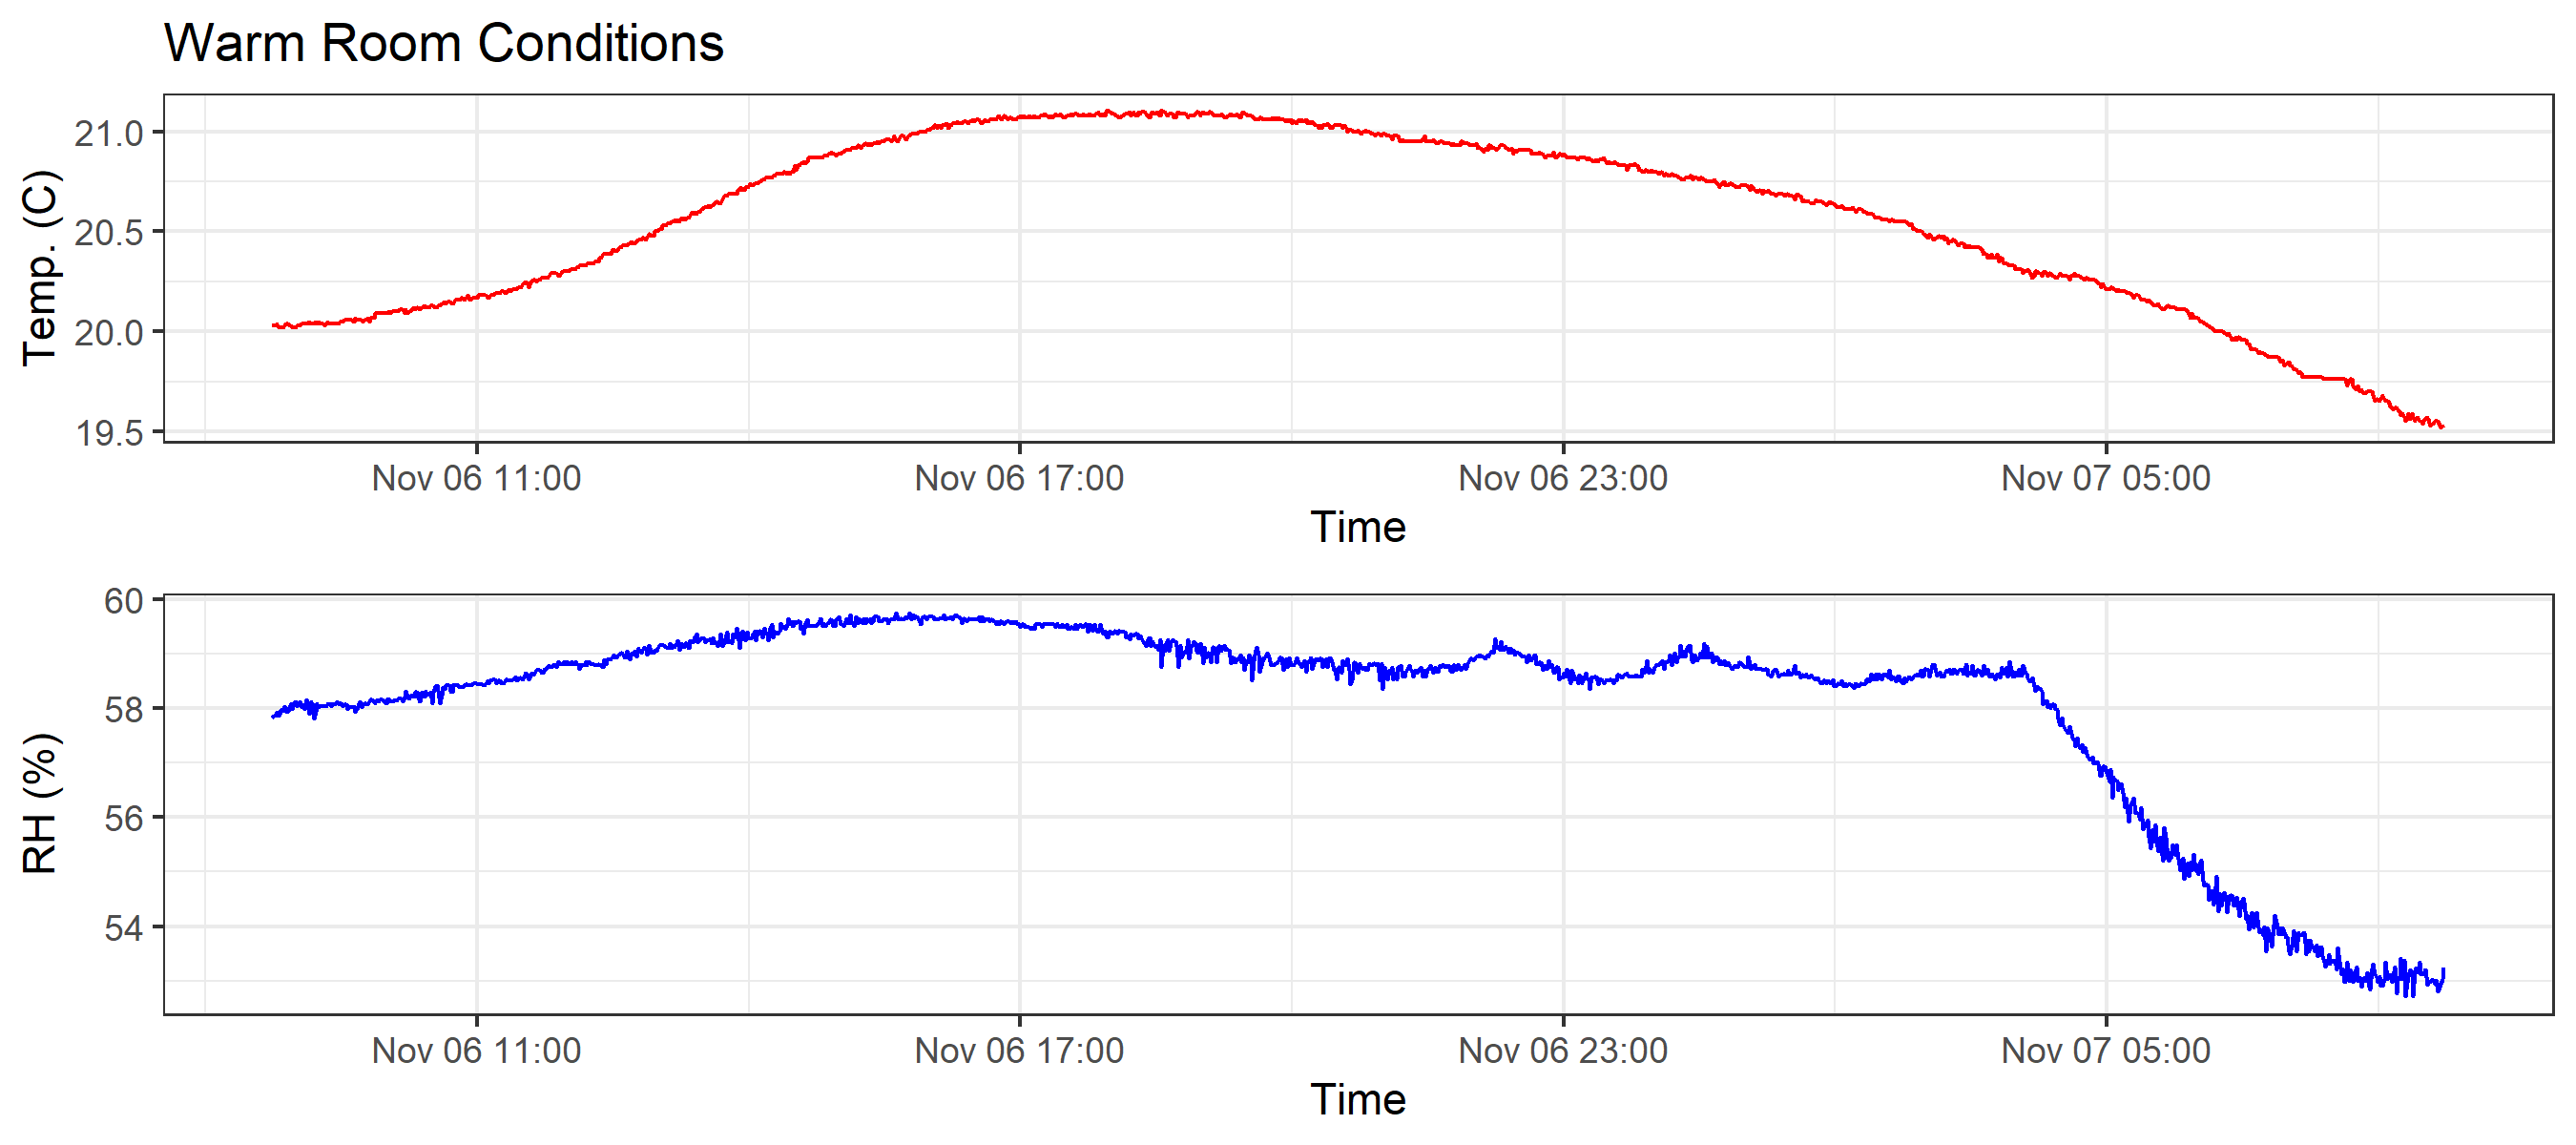 Warm Room Conditions
21.0
20.5
20.0
19.5
Temp. (C)
Nov 06 11:00 Nov 06 17:00 Nov 06 23:00 Nov 07 05:00
Time
60
58
56
54
RH (%)
Nov 06 11:00 Nov 06 17:00 Nov 06 23:00 Nov 07 05:00
Time